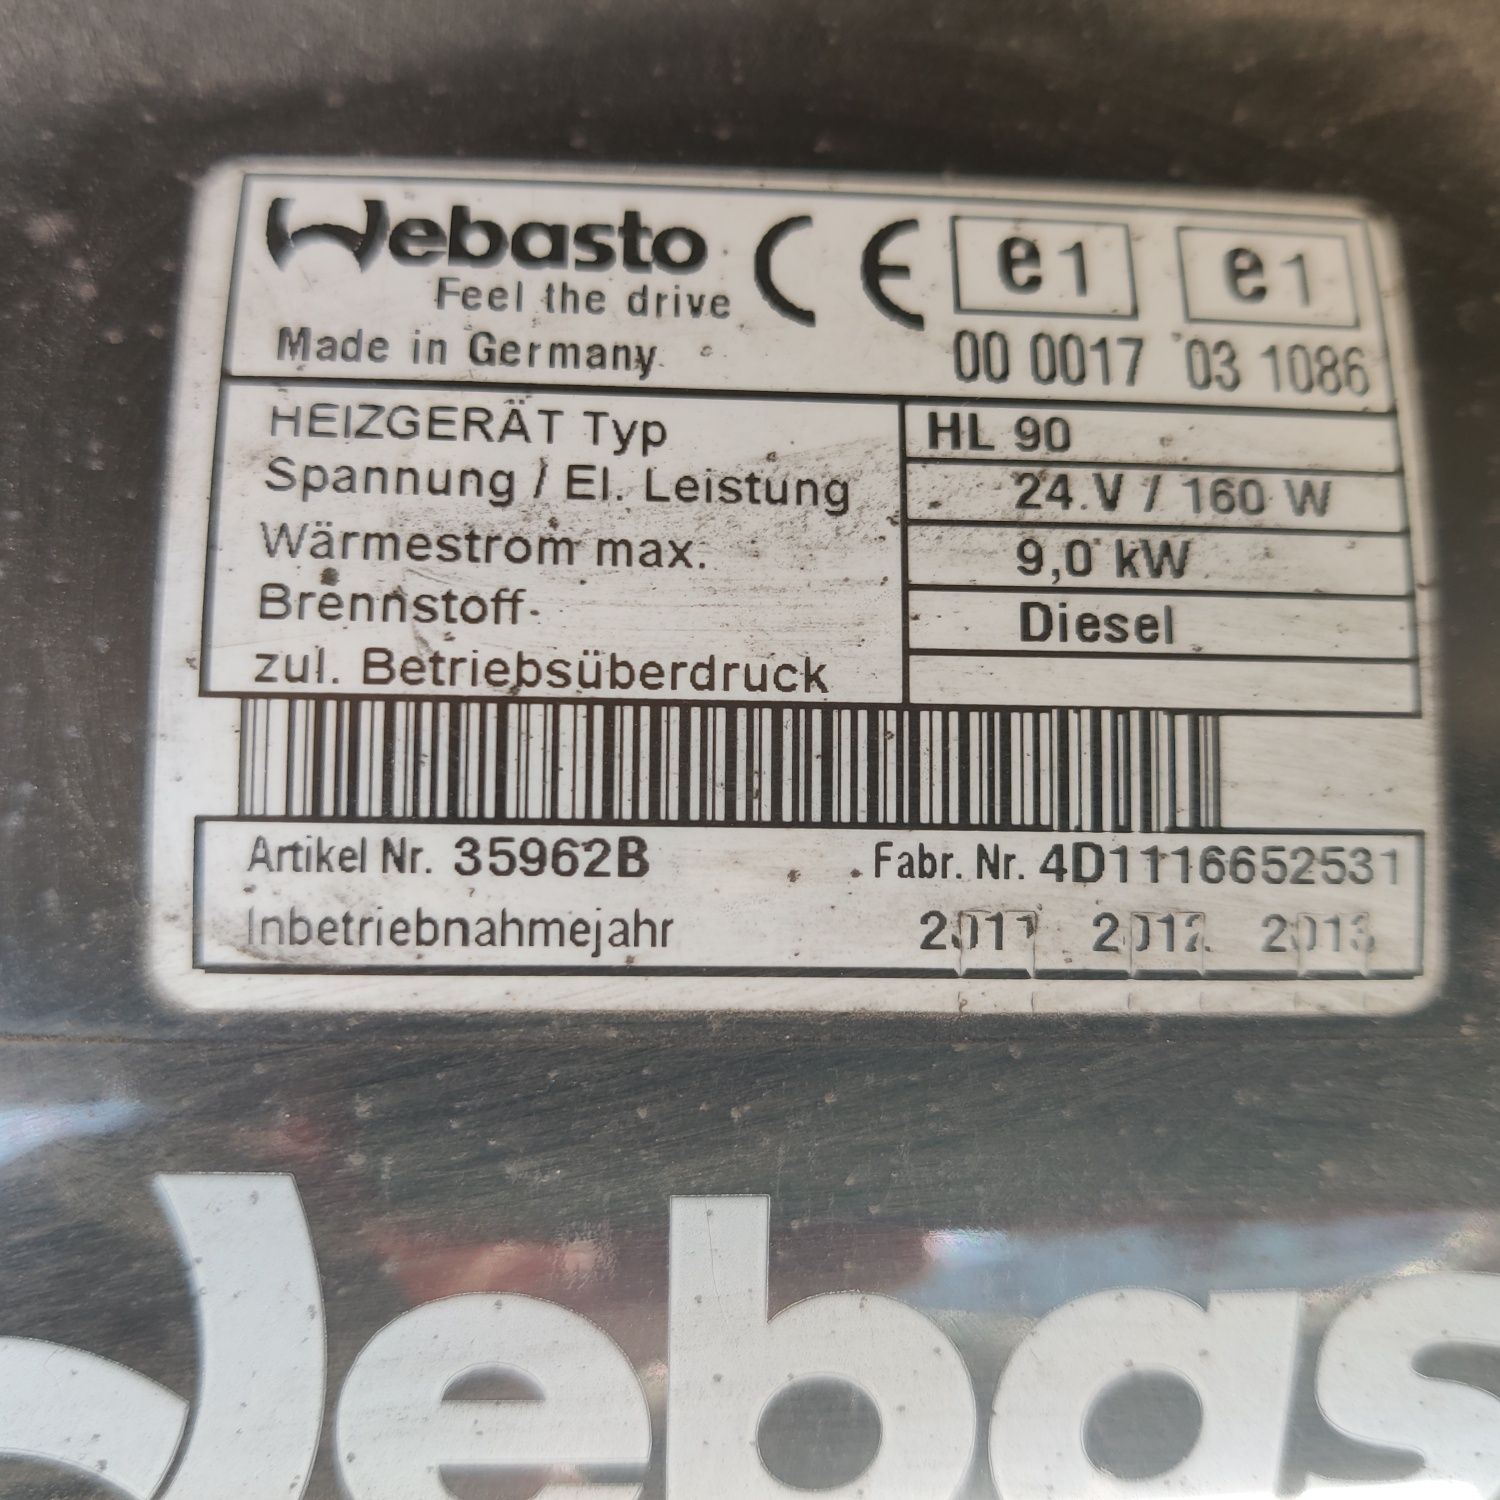 Webasto CE e1 e1
Feel the drive
Made in Germany 00 0017 03 1086
HEIZGERÄT Typ HL 90
Spannung / El. Leistung 24 V / 160 W
Wärmestrom max. 9,0 kW
Brennstoff Diesel
zul. Betriebsüberdruck
Artikel Nr. 35962B Fabr. Nr. 4D1116652531
Inbetriebnahmejahr 2011 2012 2013
Webas